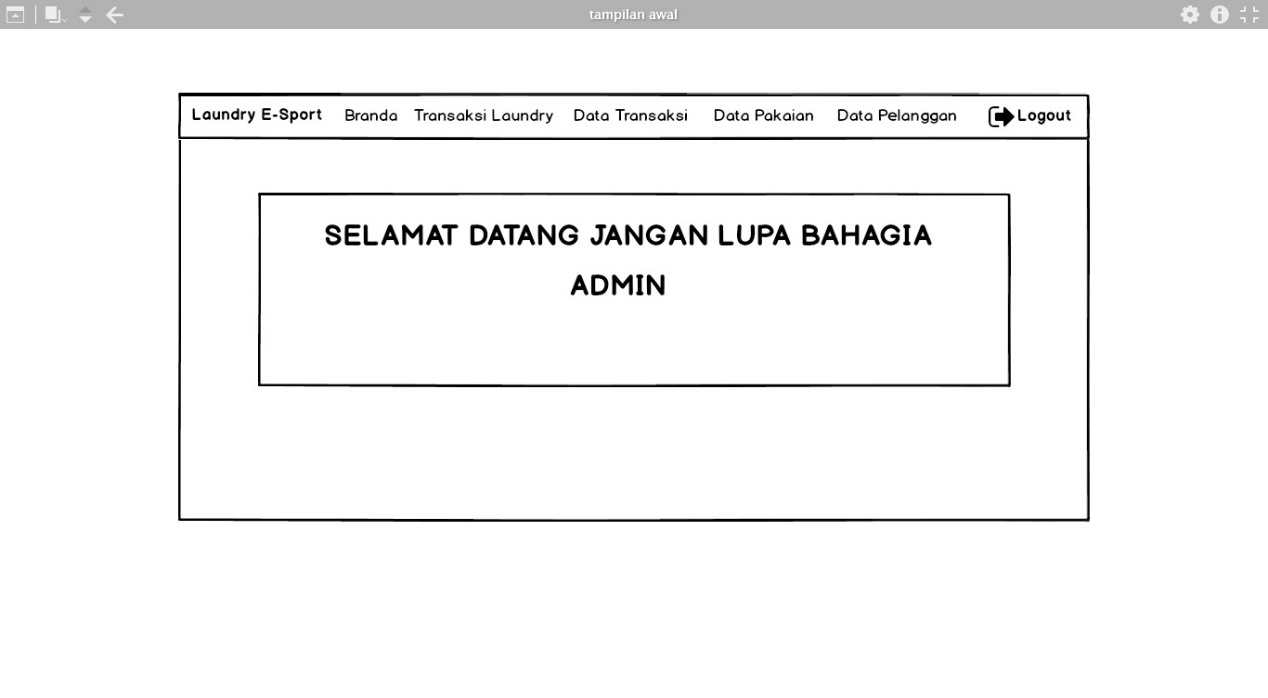 tampilan awal
Laundry E-Sport Branda Transaksi Laundry Data Transaksi Data Pakaian Data Pelanggan Logout
SELAMAT DATANG JANGAN LUPA BAHAGIA
ADMIN